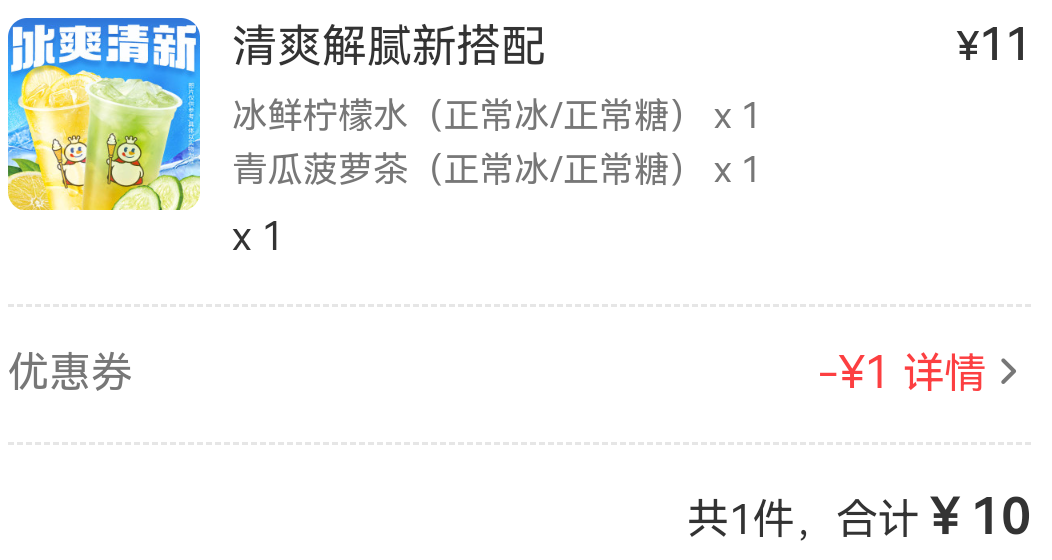 冰爽清新
清爽解腻新搭配
¥11
冰鲜柠檬水（正常冰/正常糖） x 1
青瓜菠萝茶（正常冰/正常糖） x 1
x 1
优惠券
-¥1 详情
共1件，合计 ¥ 10